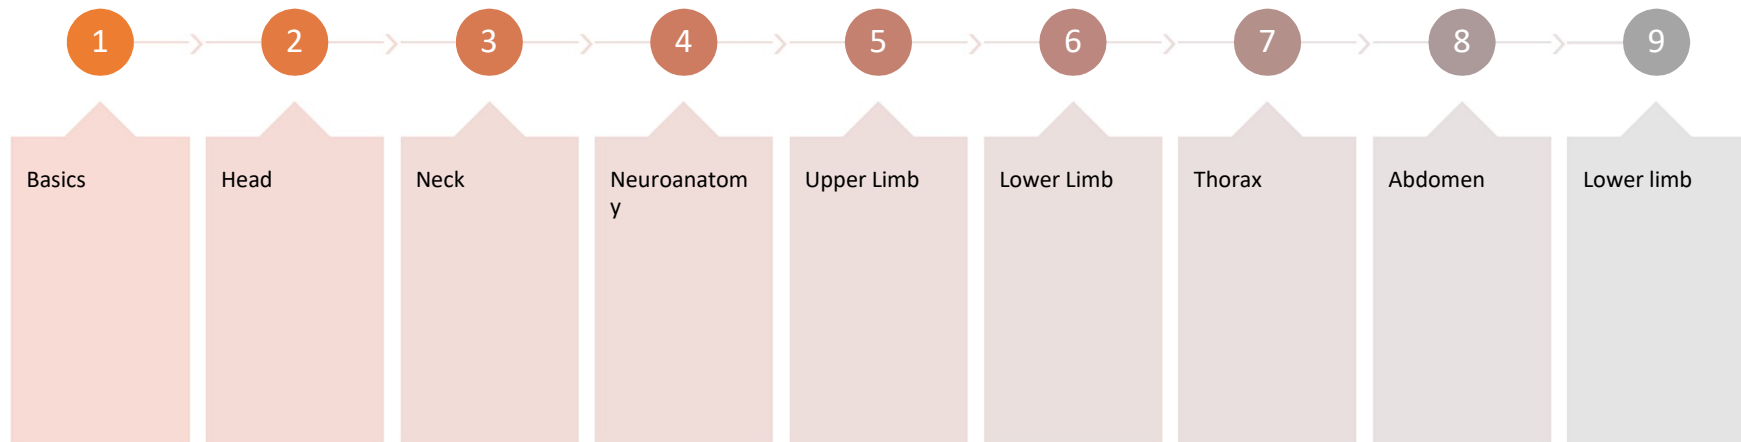 1
2
3
4
5
6
7
8
9
Basics
Head
Neck
Neuroanatom
y
Upper Limb
Lower Limb
Thorax
Abdomen
Lower limb